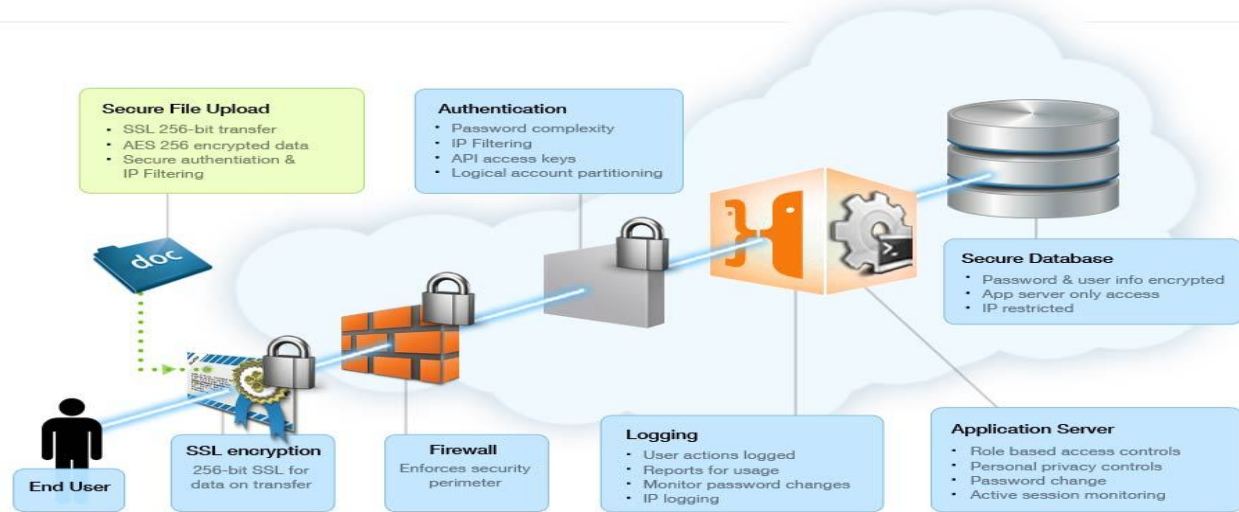 Secure File Upload
• SSL 256-bit transfer
• AES 256 encrypted data
• Secure authentiation &
IP Filtering
Authentication
• Password complexity
• IP Filtering
• API access keys
• Logical account partitioning
doc
Secure Database
• Password & user info encrypted
• App server only access
• IP restricted
End User
SSL encryption
256-bit SSL for
data on transfer
Firewall
Enforces security
perimeter
Logging
• User actions logged
• Reports for usage
• Monitor password changes
• IP logging
Application Server
• Role based access controls
• Personal privacy controls
• Password change
• Active session monitoring